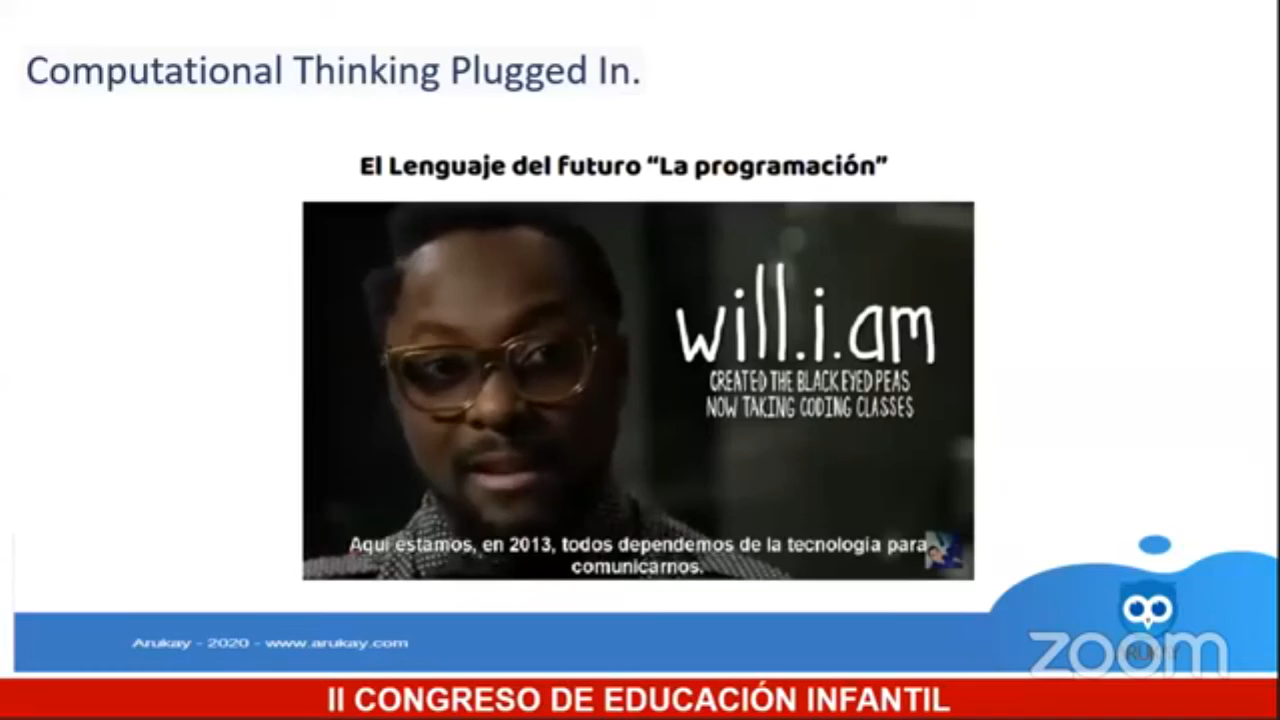 Computational Thinking Plugged In.
El Lenguaje del futuro “La programación”
will.i.am
CREATED THE BLACK EYED PEAS
NOW TAKING CODING CLASSES
Aquí estamos, en 2013, todos dependemos de la tecnología para
comunicarnos.
Arukay - 2020 - www.arukay.com
zoom
II CONGRESO DE EDUCACIÓN INFANTIL